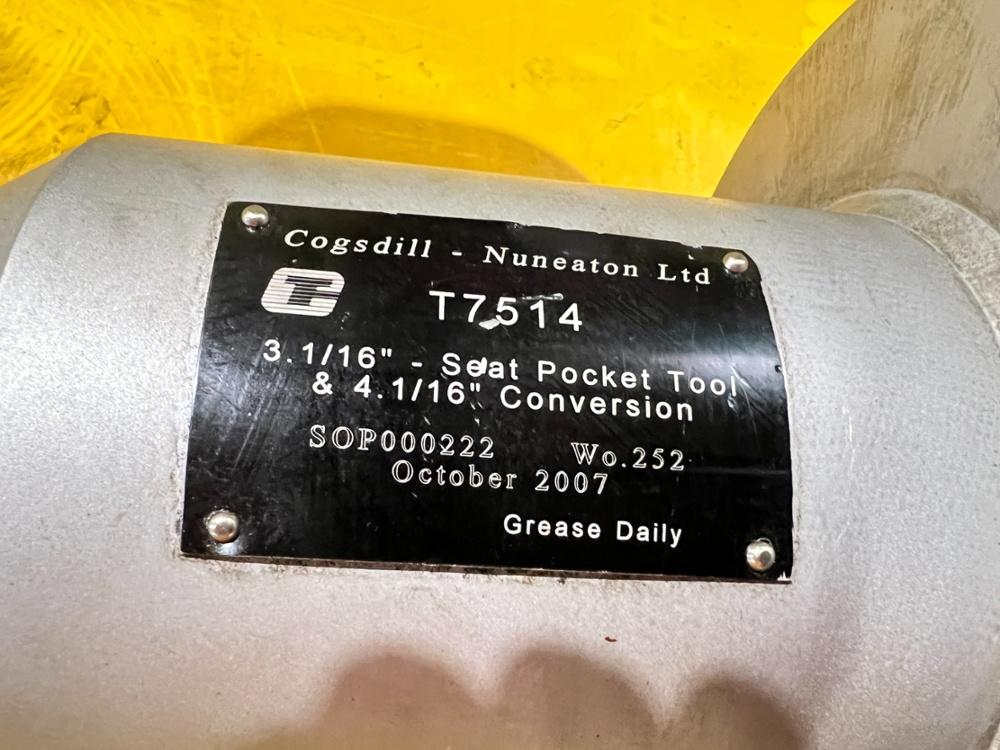 Cogsdill - Nuneaton Ltd
T7514
3.1/16" - Seat Pocket Tool
& 4.1/16" Conversion
SOP000222 Wo.252
October 2007
Grease Daily